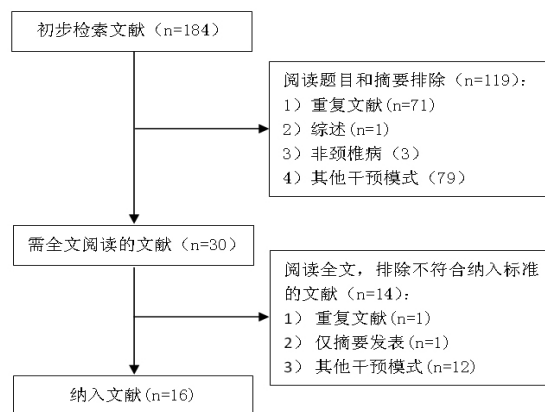 初步检索文献（n=184）
阅读题目和摘要排除（n=119）：
1）重复文献(n=71)
2）综述(n=1)
3）非颈椎病（3）
4）其他干预模式（79）
需全文阅读的文献（n=30）
阅读全文，排除不符合纳入标准
的文献（n=14）：
1） 重复文献(n=1)
2） 仅摘要发表(n=1)
3） 其他干预模式(n=12)
纳入文献(n=16)